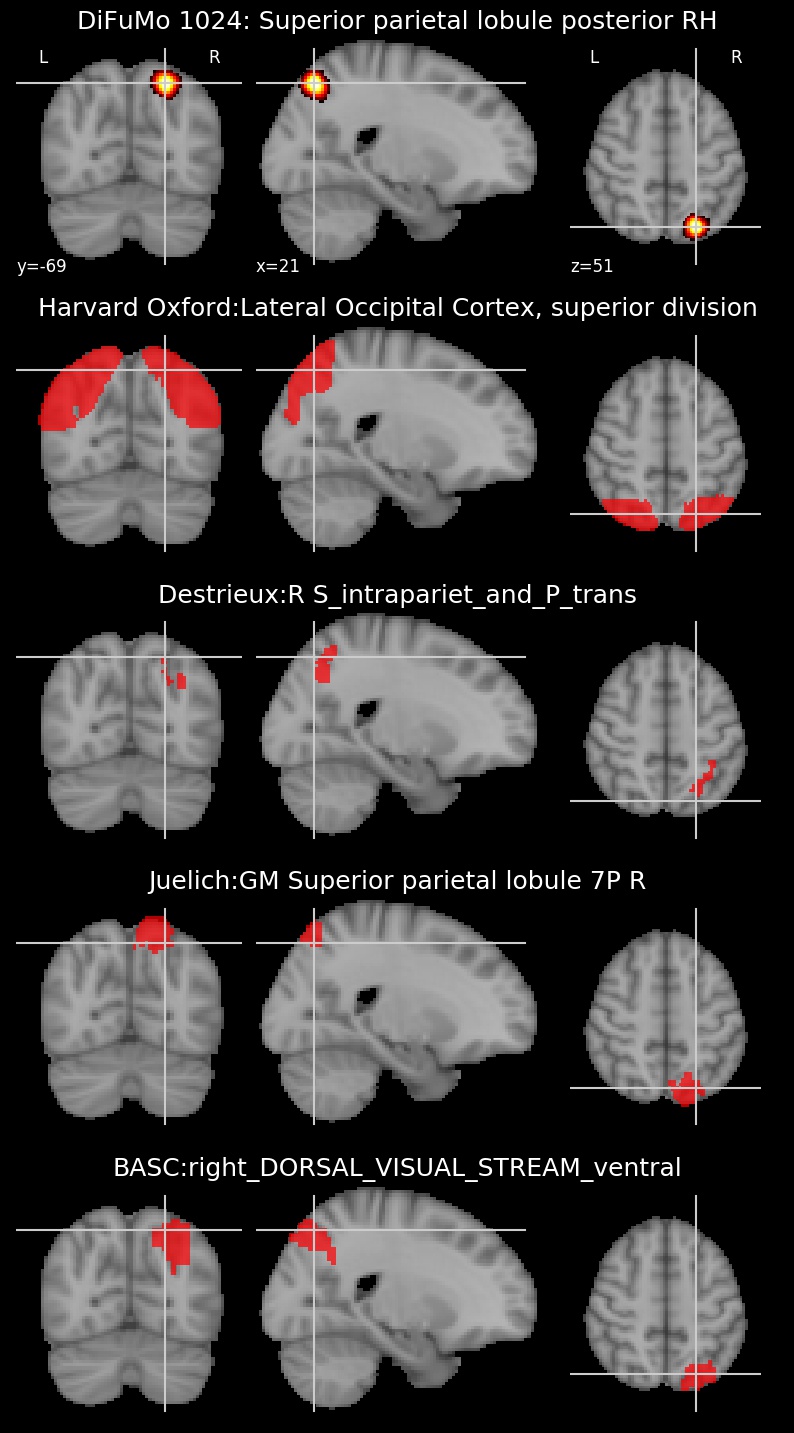 DiFuMo 1024: Superior parietal lobule posterior RH
L R L R
y=-69 x=21 z=51
Harvard Oxford:Lateral Occipital Cortex, superior division
Destrieux:R S_intrapariet_and_P_trans
Juelich:GM Superior parietal lobule 7P R
BASC:right_DORSAL_VISUAL_STREAM_ventral